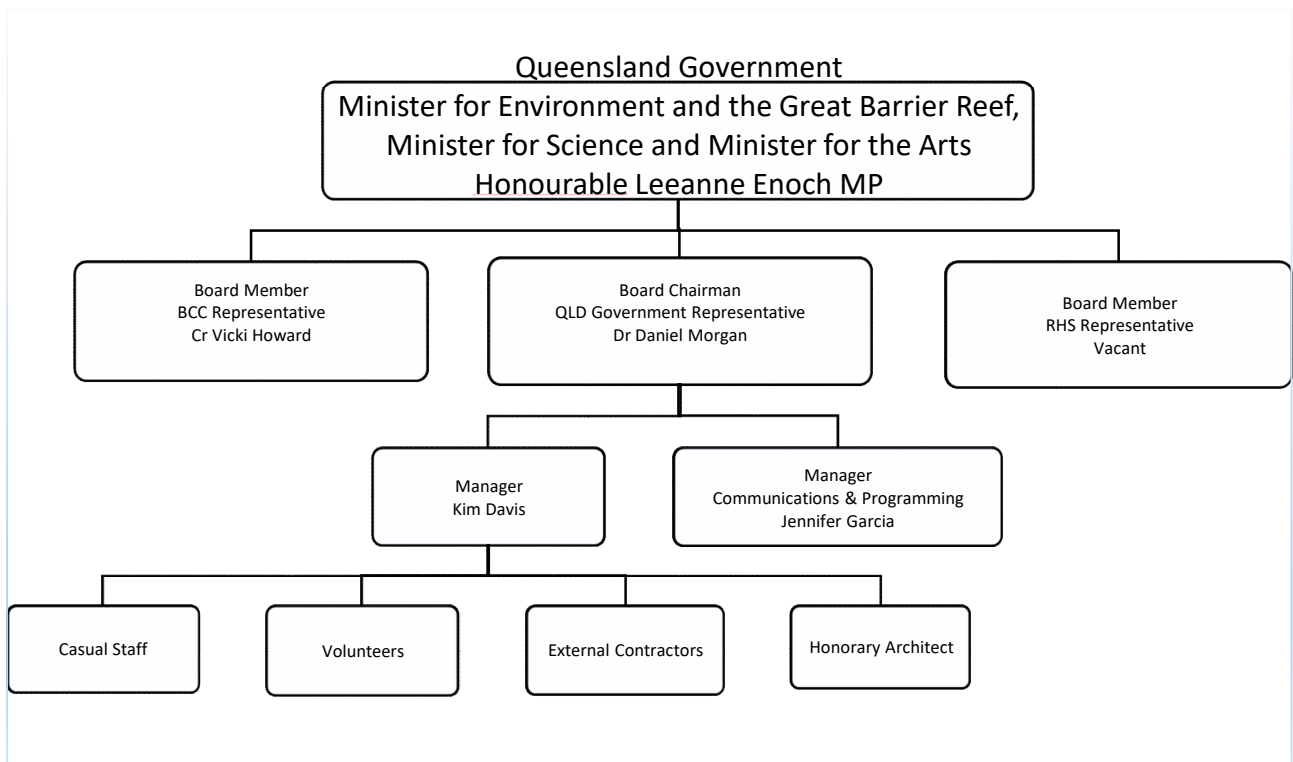 Queensland Government
Minister for Environment and the Great Barrier Reef,
Minister for Science and Minister for the Arts
Honourable Leeanne Enoch MP
Board Member
BCC Representative
Cr Vicki Howard
Board Chairman
QLD Government Representative
Dr Daniel Morgan
Board Member
RHS Representative
Vacant
Manager
Kim Davis
Manager
Communications & Programming
Jennifer Garcia
Casual Staff
Volunteers
External Contractors
Honorary Architect